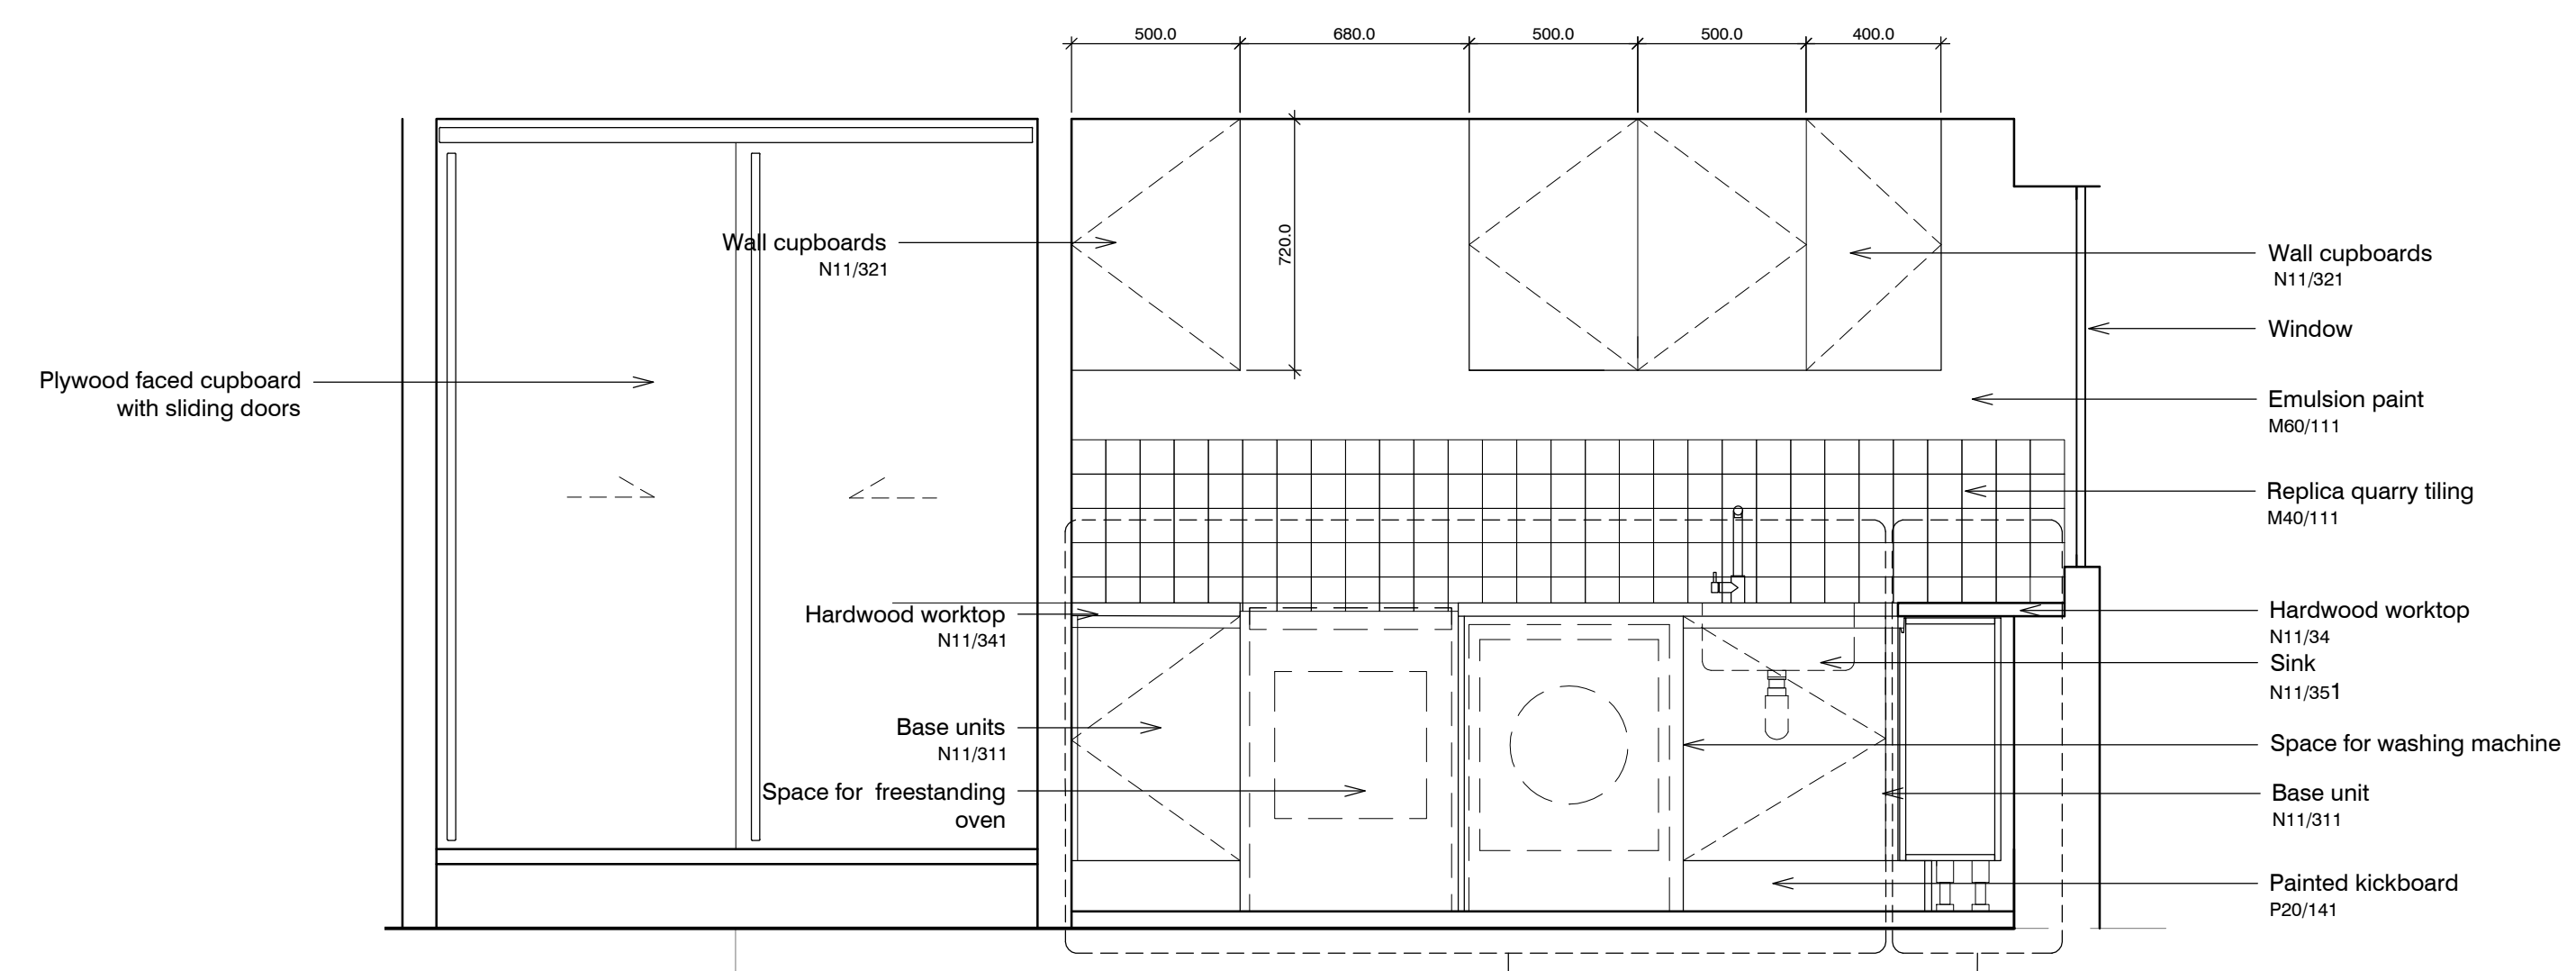 500.0 680.0 500.0 500.0 400.0
720.0
Wall cupboards
N11/321
Plywood faced cupboard
with sliding doors
Hardwood worktop
N11/341
Base units
N11/311
Space for freestanding
oven
Wall cupboards
N11/321
Window
Emulsion paint
M60/111
Replica quarry tiling
M40/111
Hardwood worktop
N11/34
Sink
N11/351
Space for washing machine
Base unit
N11/311
Painted kickboard
P20/141